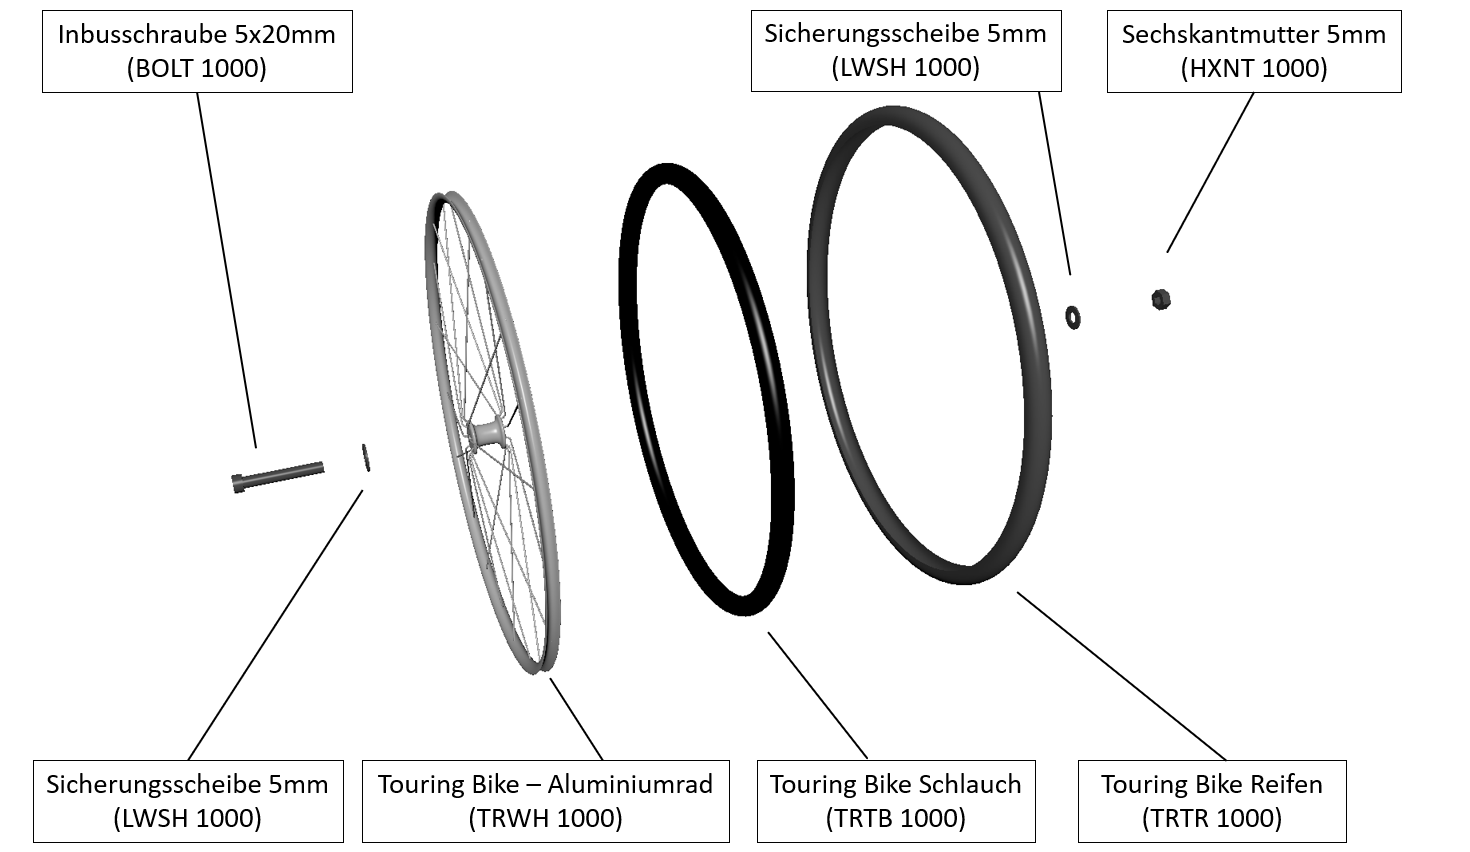 Inbusschraube 5x20mm
(BOLT 1000)
Sicherungsscheibe 5mm
(LWSH 1000)
Sechskantmutter 5mm
(HXNT 1000)
Sicherungsscheibe 5mm
(LWSH 1000)
Touring Bike – Aluminiumrad
(TRWH 1000)
Touring Bike Schlauch
(TRTB 1000)
Touring Bike Reifen
(TRTR 1000)